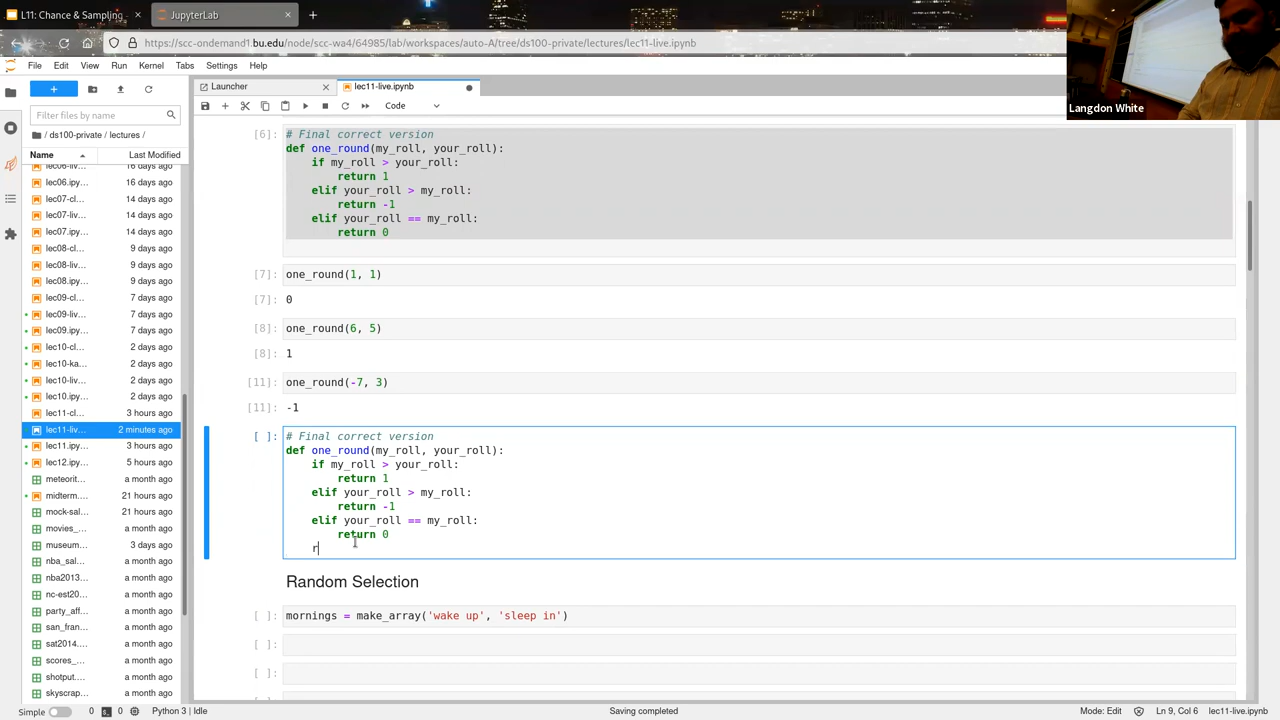 L11: Chance & Sampling
JupyterLab
https://scc-ondemand1.bu.edu/node/scc-wa4/64985/lab/workspaces/auto-A/tree/ds100-private/lectures/lec11-live.ipynb
Langdon White
File Edit View Run Kernel Tabs Settings Help
Launcher
lec11-live.ipynb
Code
Filter files by name
/ ds100-private / lectures /
Name Last Modified
lec06-liv... 16 days ago
lec06.ipy... 16 days ago
lec07-cl... 14 days ago
lec07-liv... 14 days ago
lec07.ipy... 14 days ago
lec08-cl... 9 days ago
lec08-liv... 9 days ago
lec08.ipy... 9 days ago
lec09-cl... 7 days ago
lec09-liv... 7 days ago
lec09.ipy... 7 days ago
lec10-cl... 2 days ago
lec10-ka... 2 days ago
lec10-liv... 2 days ago
lec10.ipy... 2 days ago
lec11-cl... 3 hours ago
lec11-liv... 2 minutes ago
lec11.ipy... 3 hours ago
lec12.ipy... 5 hours ago
meteorit... a month ago
midterm.... 21 hours ago
mock-sal... 21 hours ago
movies_... a month ago
museum... 3 days ago
nba_sal... a month ago
nba2013... a month ago
nc-est20... a month ago
party_aff... a month ago
san_fran... a month ago
sat2014.... a month ago
scores_... a month ago
shotput.... a month ago
skyscrap... a month ago
[6]: # Final correct version
def one_round(my_roll, your_roll):
if my_roll > your_roll:
return 1
elif your_roll > my_roll:
return -1
elif your_roll == my_roll:
return 0
[7]: one_round(1, 1)
[7]: 0
[8]: one_round(6, 5)
[8]: 1
[11]: one_round(-7, 3)
[11]: -1
[ ]: # Final correct version
def one_round(my_roll, your_roll):
if my_roll > your_roll:
return 1
elif your_roll > my_roll:
return -1
elif your_roll == my_roll:
return 0
r
Random Selection
[ ]: mornings = make_array('wake up', 'sleep in')
[ ]:
[ ]:
Simple 0 0 Python 3 | Idle Saving completed Mode: Edit Ln 9, Col 6 lec11-live.ipynb